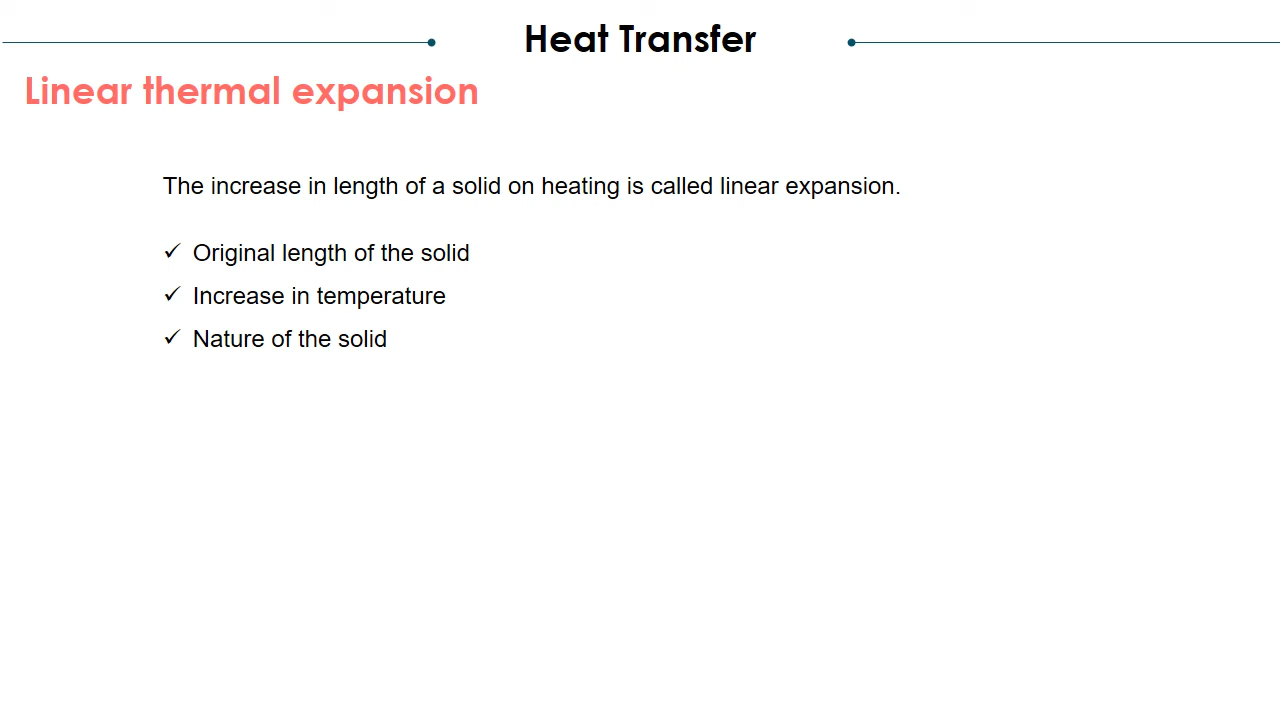 Heat Transfer
Linear thermal expansion
The increase in length of a solid on heating is called linear expansion.
✓ Original length of the solid
✓ Increase in temperature
✓ Nature of the solid